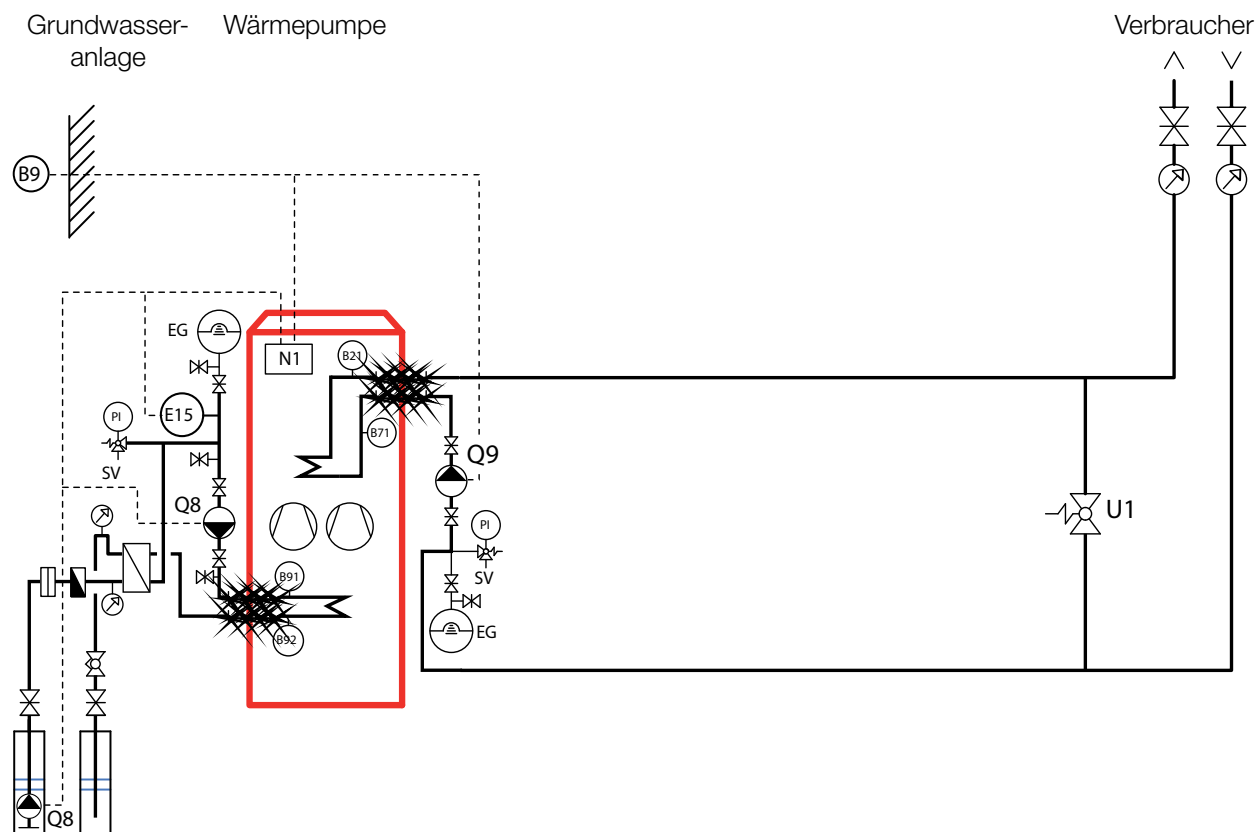 Grundwasser-
anlage
Wärmepumpe
Verbraucher
B9
EG
N1
B21
PI
E15
B71
SV
Q9
Q8
PI
U1
SV
B91
EG
B92
Q8